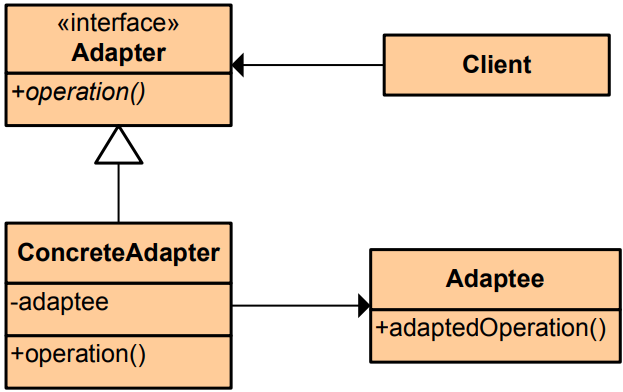 «interface»
Adapter
+operation()
Client
ConcreteAdapter
-adaptee
+operation()
Adaptee
+adaptedOperation()